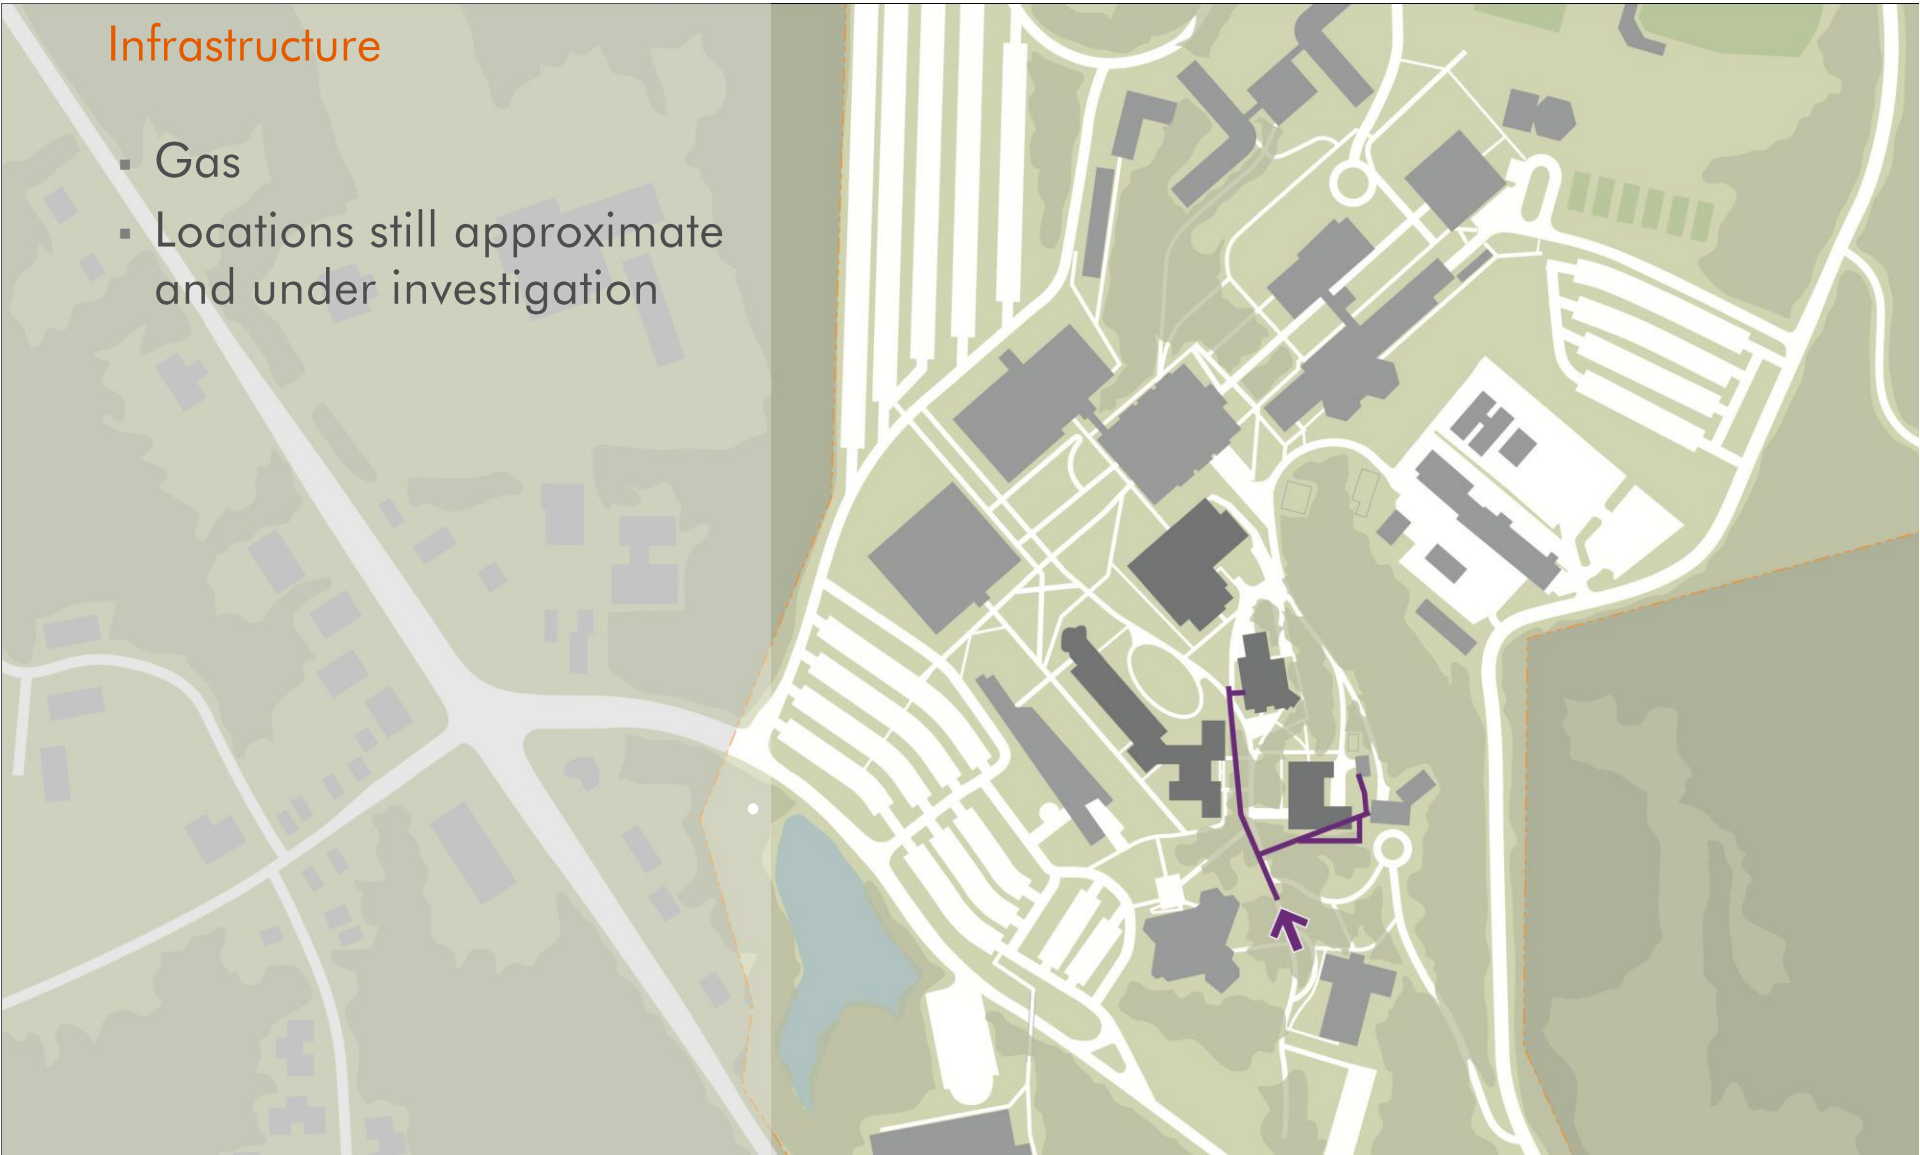 Infrastructure
▪ Gas
▪ Locations still approximate
and under investigation